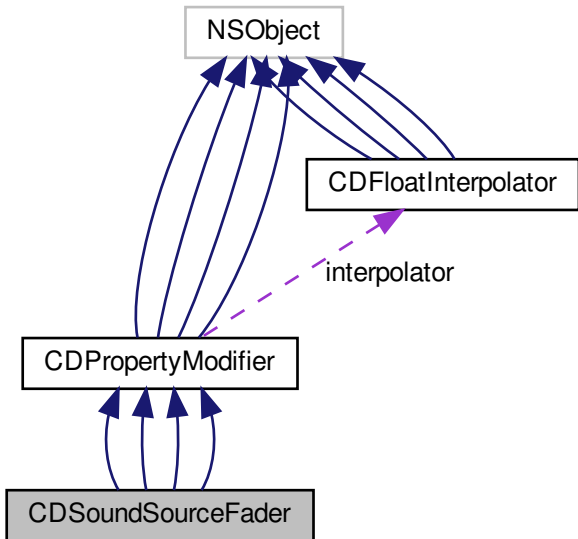 NSObject
CDFloatInterpolator
interpolator
CDPropertyModifier
CDSoundSourceFader